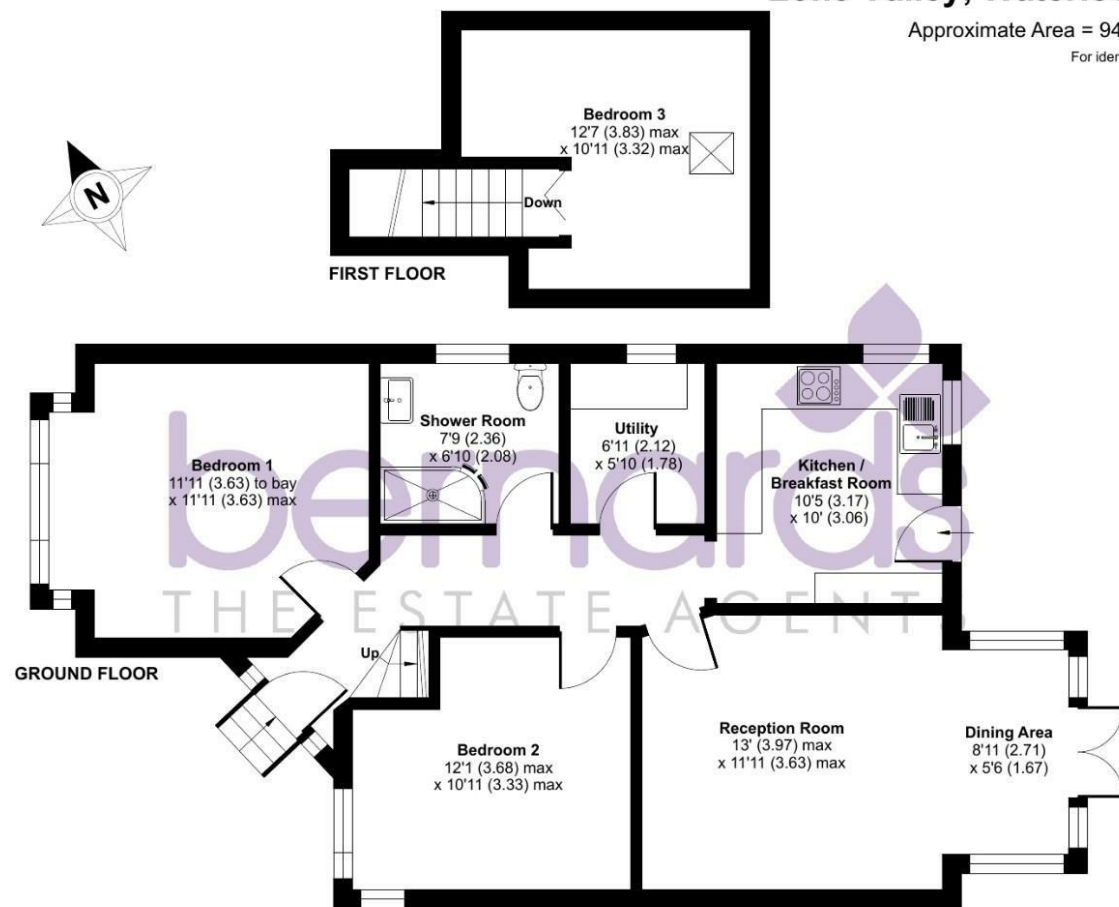 Approximate Area = 94
For iden
N
Bedroom 3
12'7 (3.83) max
x 10'11 (3.32) max
Down
FIRST FLOOR
Shower Room
7'9 (2.36)
x 6'10 (2.08)
Utility
6'11 (2.12)
x 5'10 (1.78)
Kitchen /
Breakfast Room
10'5 (3.17)
x 10' (3.06)
Bedroom 1
11'11 (3.63) to bay
x 11'11 (3.63) max
bernards
THE ESTATE AGENTS
GROUND FLOOR
Up
Bedroom 2
12'1 (3.68) max
x 10'11 (3.33) max
Reception Room
13' (3.97) max
x 11'11 (3.63) max
Dining Area
8'11 (2.71)
x 5'6 (1.67)